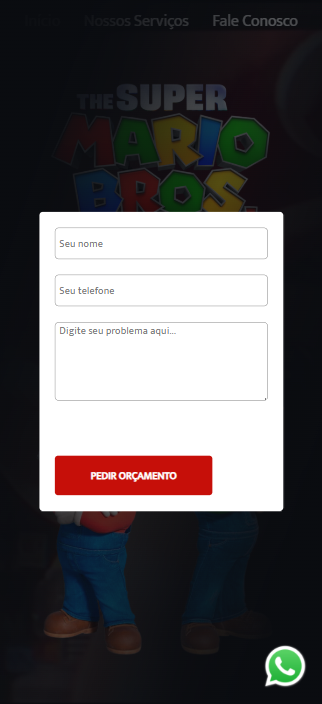 Início
Nossos Serviços
Fale Conosco
THE SUPER
MARIO
BROS.
Seu nome
Seu telefone
Digite seu problema aqui...
PEDIR ORÇAMENTO